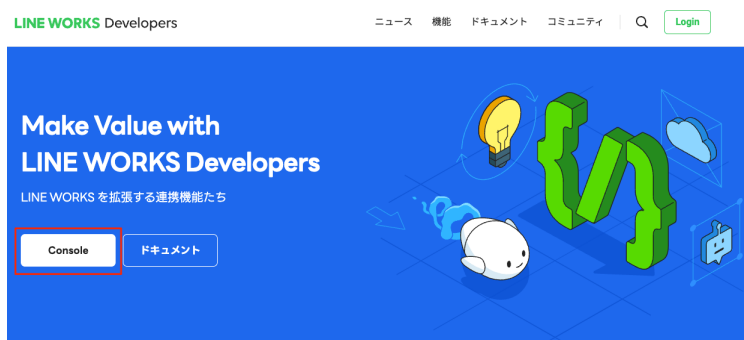 LINE WORKS Developers
ニュース 機能 ドキュメント コミュニティ Login
Make Value with
LINE WORKS Developers
LINE WORKS を拡張する連携機能たち
Console ドキュメント